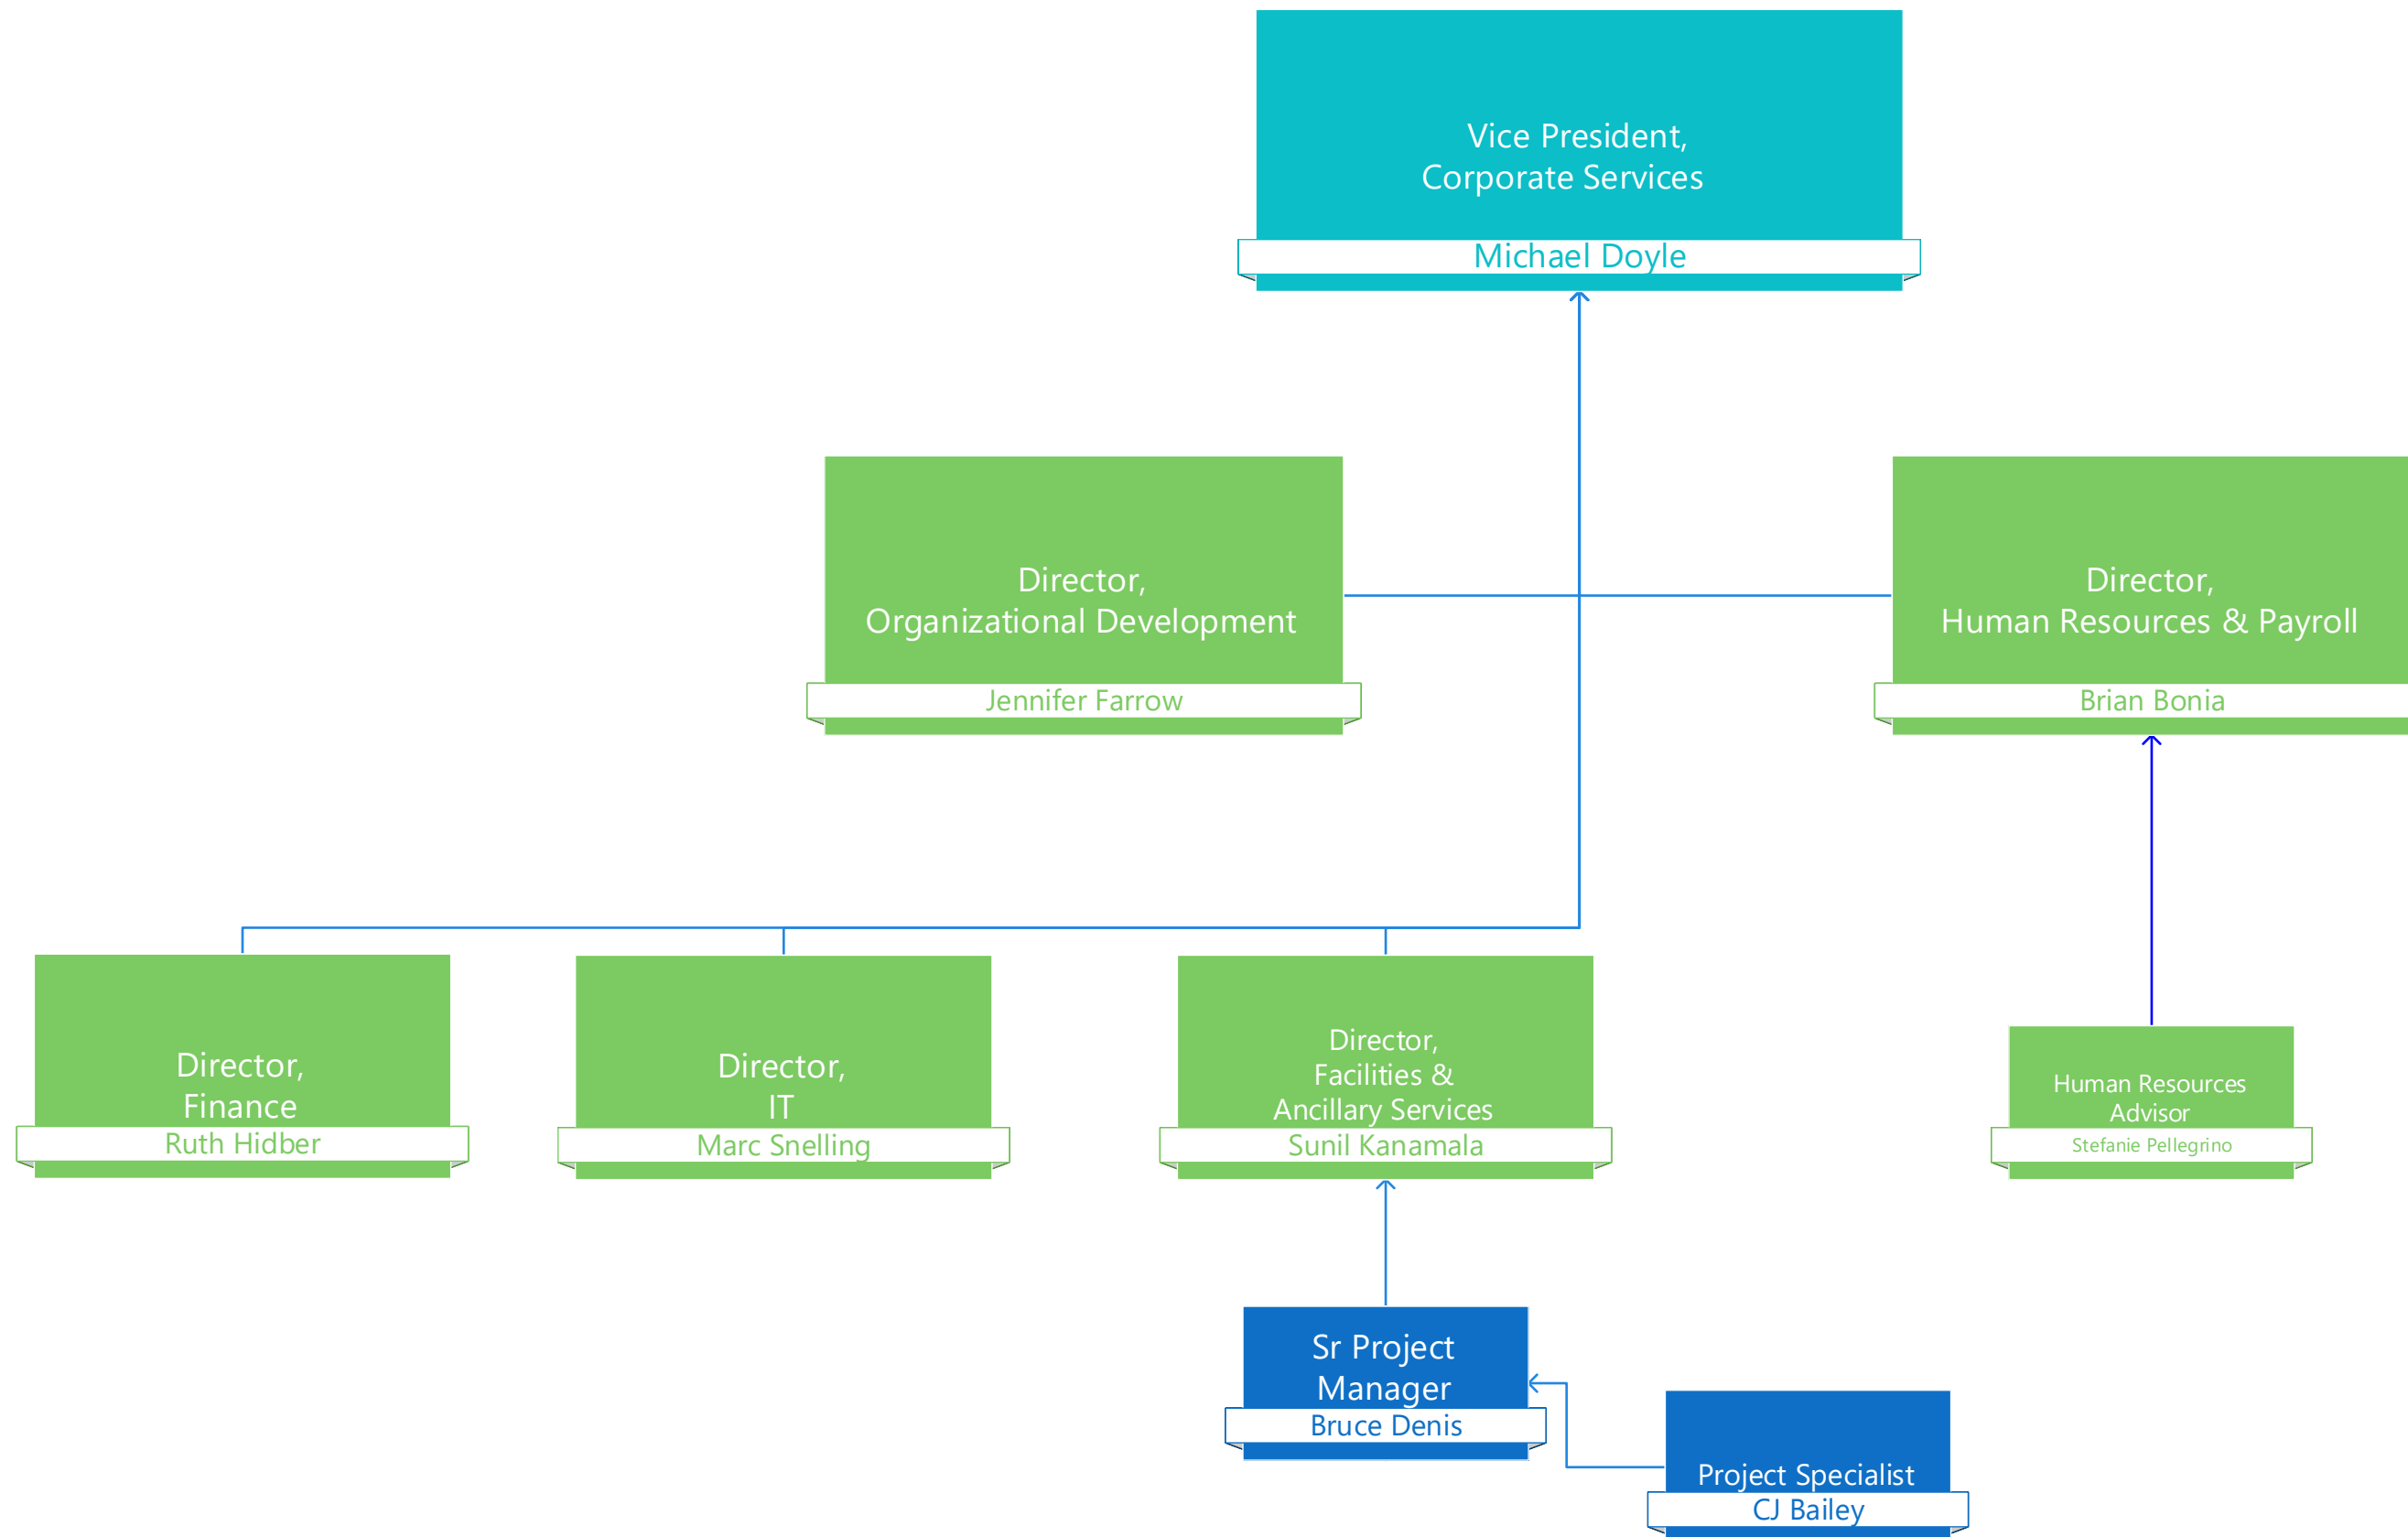 Vice President,
Corporate Services
Michael Doyle
Director,
Organizational Development
Jennifer Farrow
Director,
Human Resources & Payroll
Brian Bonia
Director,
Finance
Ruth Hidber
Director,
IT
Marc Snelling
Director,
Facilities &
Ancillary Services
Sunil Kanamala
Human Resources
Advisor
Stefanie Pellegrino
Sr Project
Manager
Bruce Denis
Project Specialist
CJ Bailey